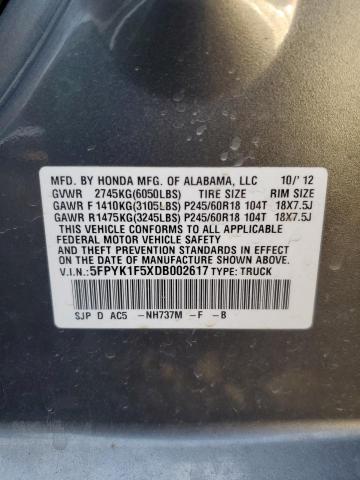 MFD. BY HONDA MFG. OF ALABAMA, LLC 10/'12
GVWR 2745KG(6050LBS) TIRE SIZE RIM SIZE
GAWR F 1410KG(3105LBS) P245/60R18 104T 18X7.5J
GAWR R1475KG(3245LBS) P245/60R18 104T 18X7.5J
THIS VEHICLE CONFORMS TO ALL APPLICABLE
FEDERAL MOTOR VEHICLE SAFETY AND
THEFT PREVENTION STANDARDS IN EFFECT ON
THE DATE OF MANUFACTURE SHOWN ABOVE.
V.I.N.:5FPYK1F5XDB002617 TYPE: TRUCK
SJP D AC5 -NH737M -F -B